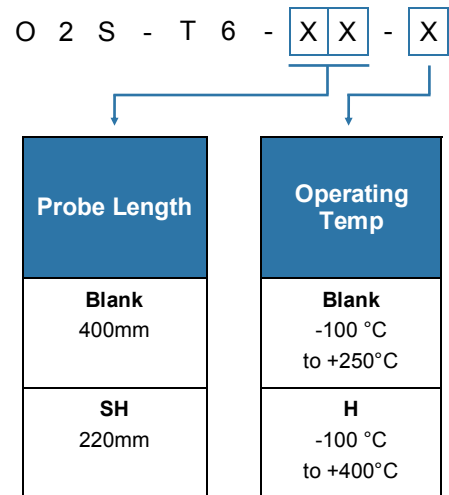 O 2 S - T 6 - X X - X
Probe Length
Blank
400mm
SH
220mm
Operating
Temp
Blank
-100 °C
to +250°C
H
-100 °C
to +400°C